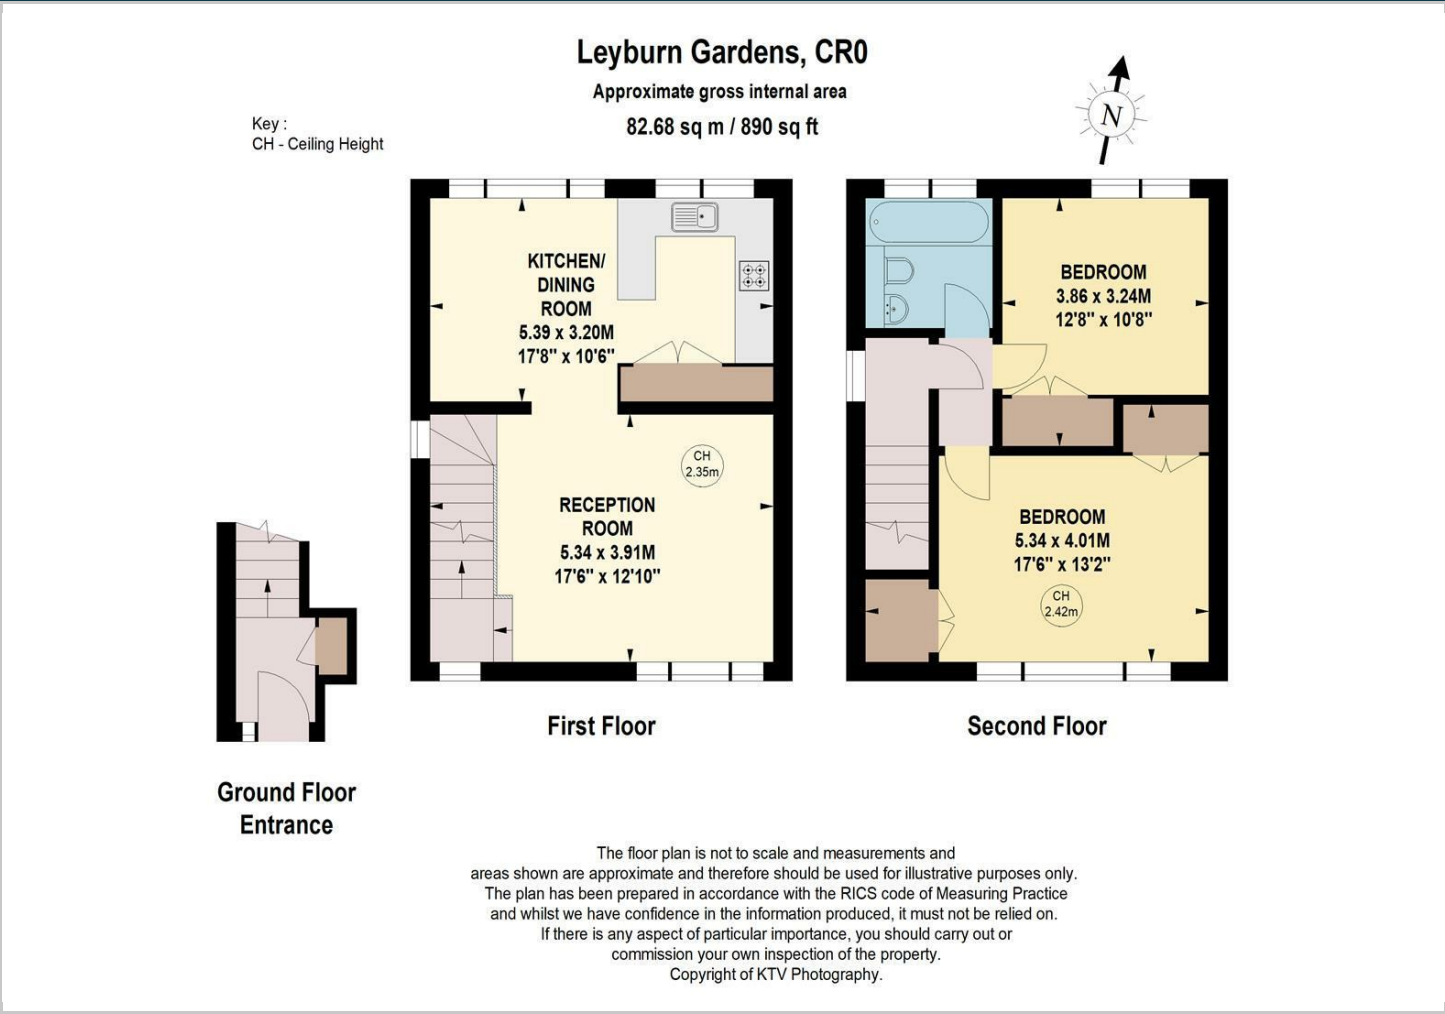 Leyburn Gardens, CR0
Approximate gross internal area
82.68 sq m / 890 sq ft
Key :
CH - Ceiling Height
N
KITCHEN/
DINING
ROOM
5.39 x 3.20M
17'8" x 10'6"
CH
2.35m
RECEPTION
ROOM
5.34 x 3.91M
17'6" x 12'10"
First Floor
BEDROOM
3.86 x 3.24M
12'8" x 10'8"
BEDROOM
5.34 x 4.01M
17'6" x 13'2"
CH
2.42m
Second Floor
Ground Floor
Entrance
The floor plan is not to scale and measurements and
areas shown are approximate and therefore should be used for illustrative purposes only.
The plan has been prepared in accordance with the RICS code of Measuring Practice
and whilst we have confidence in the information produced, it must not be relied on.
If there is any aspect of particular importance, you should carry out or
commission your own inspection of the property.
Copyright of KTV Photography.